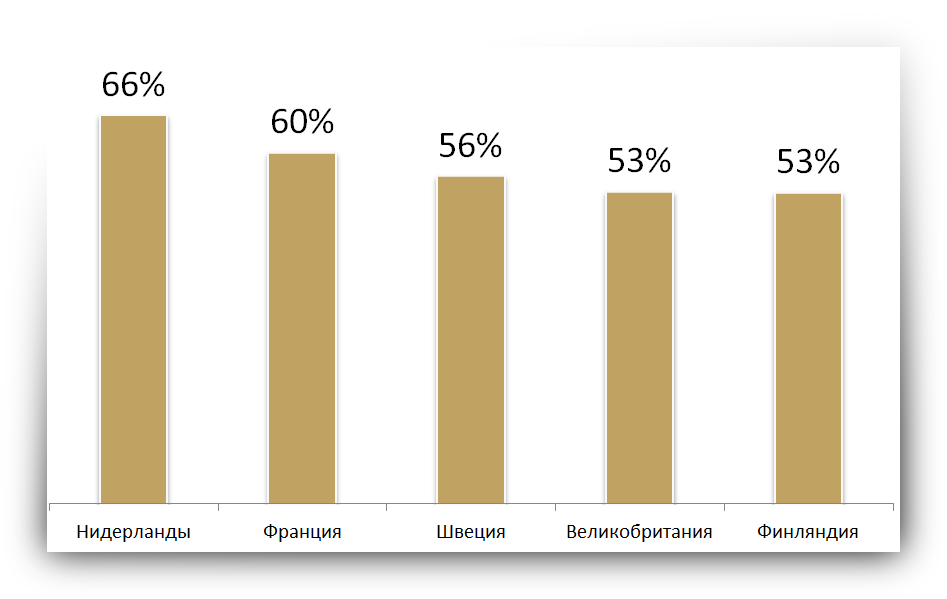 66%
60%
56%
53%
53%
Нидерланды
Франция
Швеция
Великобритания
Финляндия